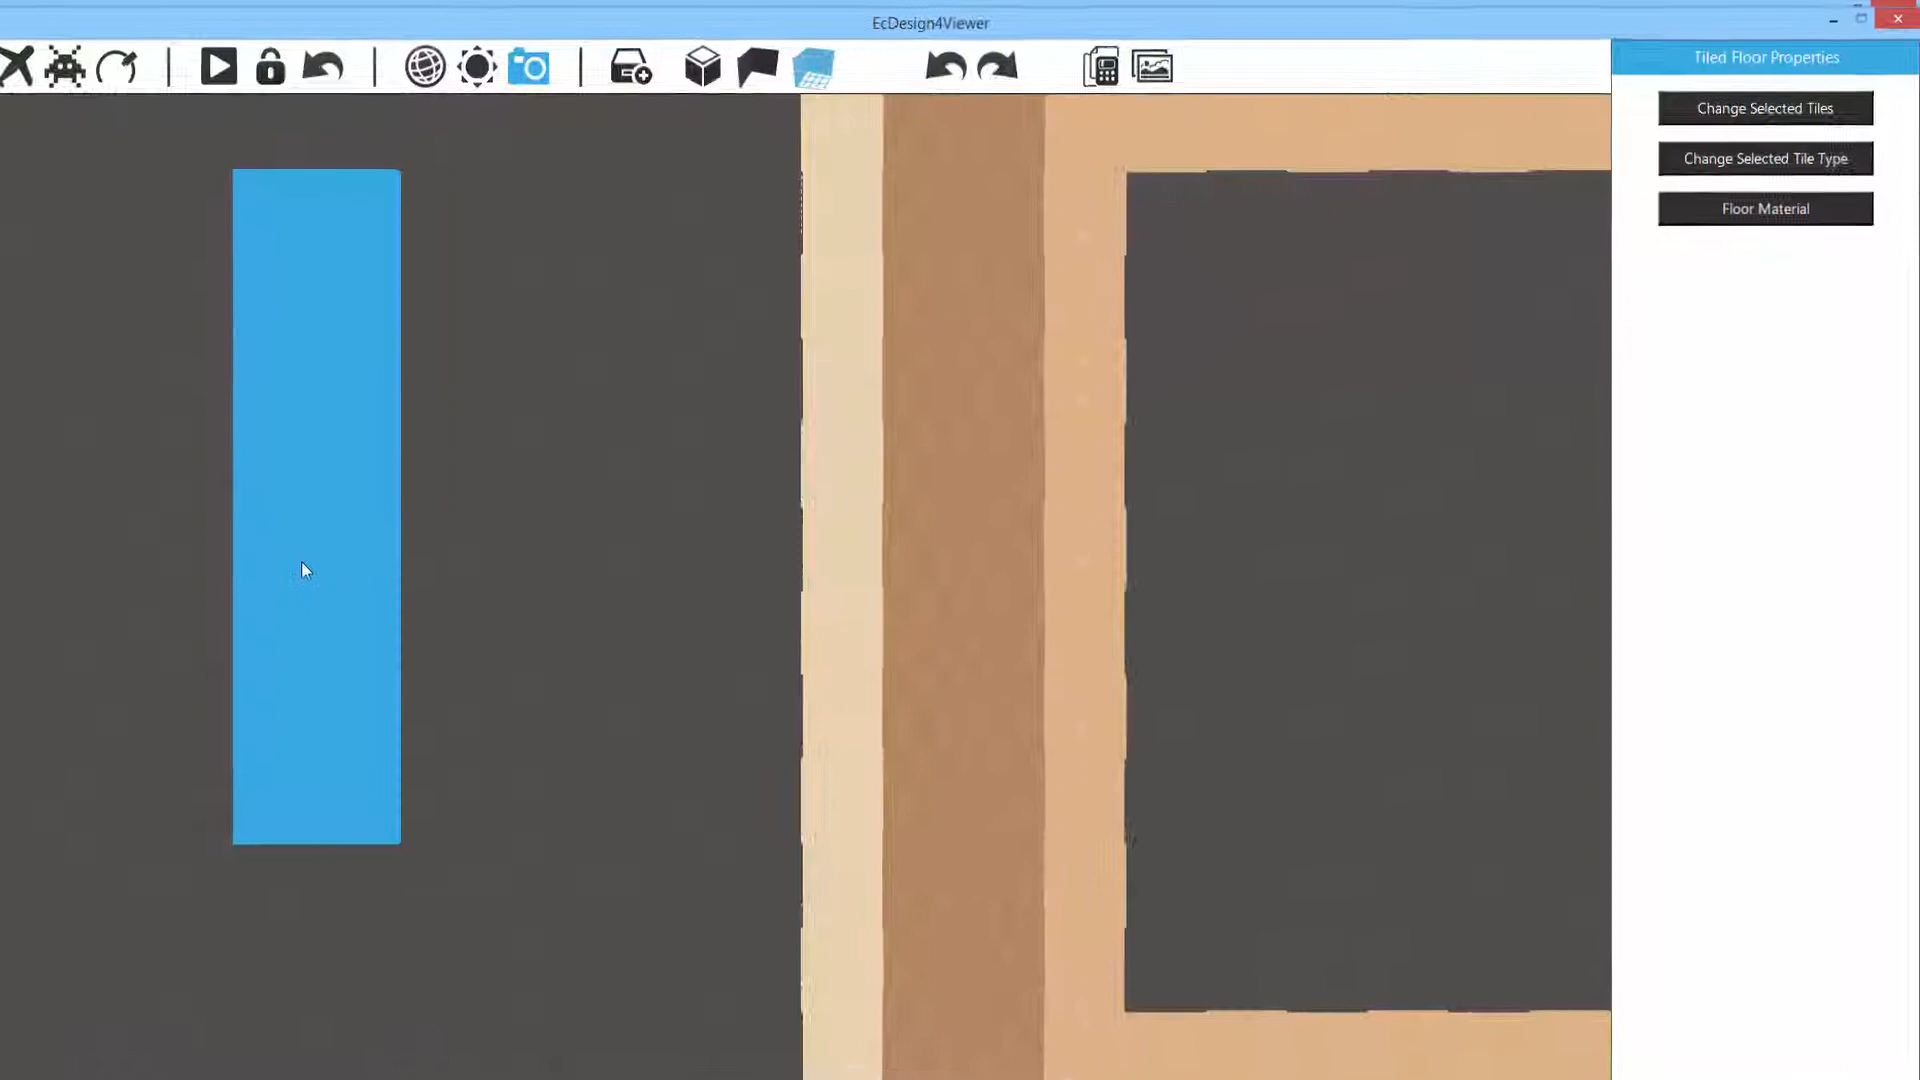 EcDesign4Viewer
Tiled Floor Properties
Change Selected Tiles
Change Selected Tile Type
Floor Material